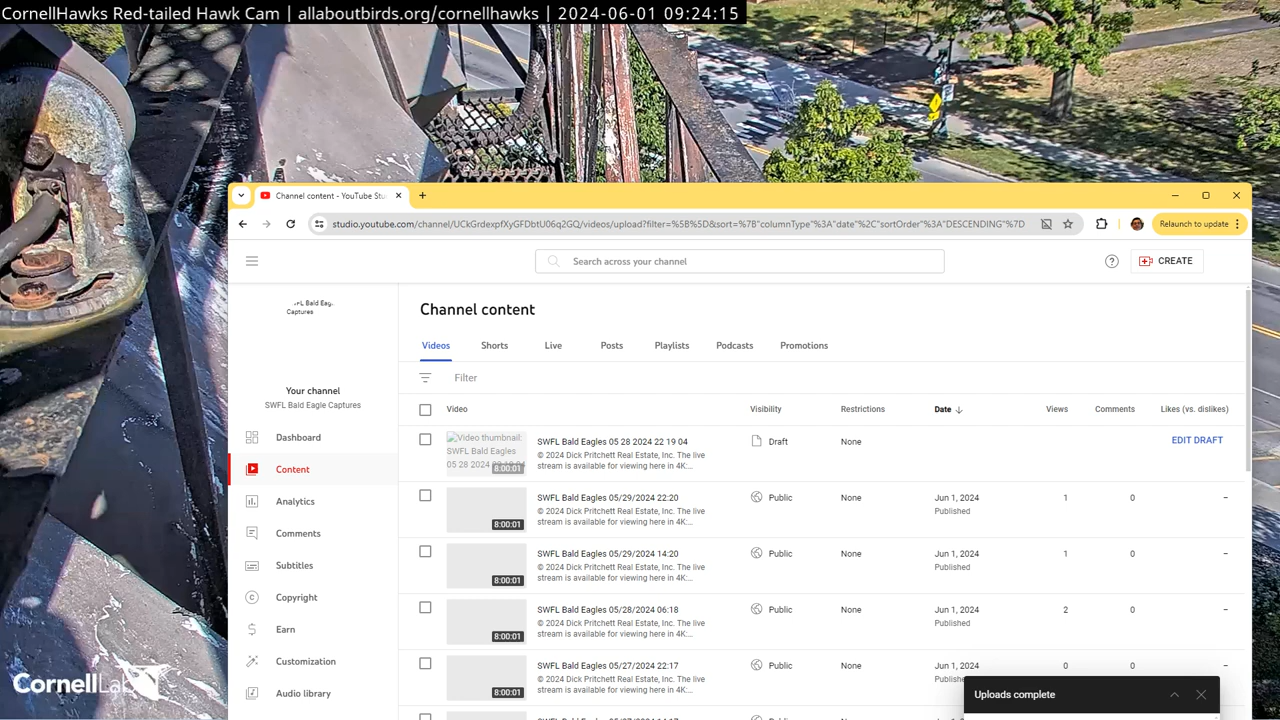 CornellHawks Red-tailed Hawk Cam | allaboutbirds.org/cornellhawks | 2024-06-01 09:24:15
Channel content - YouTube Stu
studio.youtube.com/channel/UCkGrdexpfXyGFDbtU06q2GQ/videos/upload?filter=%5B%5D&sort=%7B"columnType"%3A"date"%2C"sortOrder"%3A"DESCENDING"%7D
Relaunch to update
Search across your channel
CREATE
SWFL Bald Eag.
Captures
Your channel
SWFL Bald Eagle Captures
Dashboard
Content
Analytics
Comments
Subtitles
Copyright
Earn
Customization
Audio library
Channel content
Videos Shorts Live Posts Playlists Podcasts Promotions
Filter
Video Visibility Restrictions Date Views Comments Likes (vs. dislikes)
Video thumbnail:
SWFL Bald Eagles
05 28 2024
8:00:01
SWFL Bald Eagles 05 28 2024 22 19 04 Draft None EDIT DRAFT
© 2024 Dick Pritchett Real Estate, Inc. The live
stream is available for viewing here in 4K:...
SWFL Bald Eagles 05/29/2024 22:20 Public None Jun 1, 2024 1 0 –
© 2024 Dick Pritchett Real Estate, Inc. The live Published
stream is available for viewing here in 4K:...
8:00:01
SWFL Bald Eagles 05/29/2024 14:20 Public None Jun 1, 2024 1 0 –
© 2024 Dick Pritchett Real Estate, Inc. The live Published
stream is available for viewing here in 4K:...
8:00:01
SWFL Bald Eagles 05/28/2024 06:18 Public None Jun 1, 2024 2 0 –
© 2024 Dick Pritchett Real Estate, Inc. The live Published
stream is available for viewing here in 4K:...
8:00:01
SWFL Bald Eagles 05/27/2024 22:17 Public None Jun 1, 2024 0 0 –
© 2024 Dick Pritchett Real Estate, Inc. The live Publishe
stream is available for viewing here in 4K:...
8:00:01
Uploads complete
CornellLab